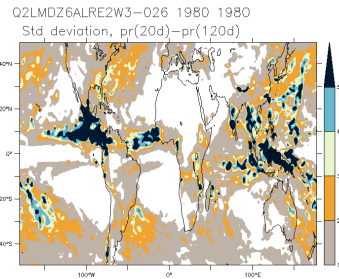 Q2LMDZ6ALRE2W3-026 1980 1980
Std deviation, pr(20d)-pr(120d)
40°N
20°N
0°
20°S
40°S
100°W
0°
100°E
5
4
3
2
1